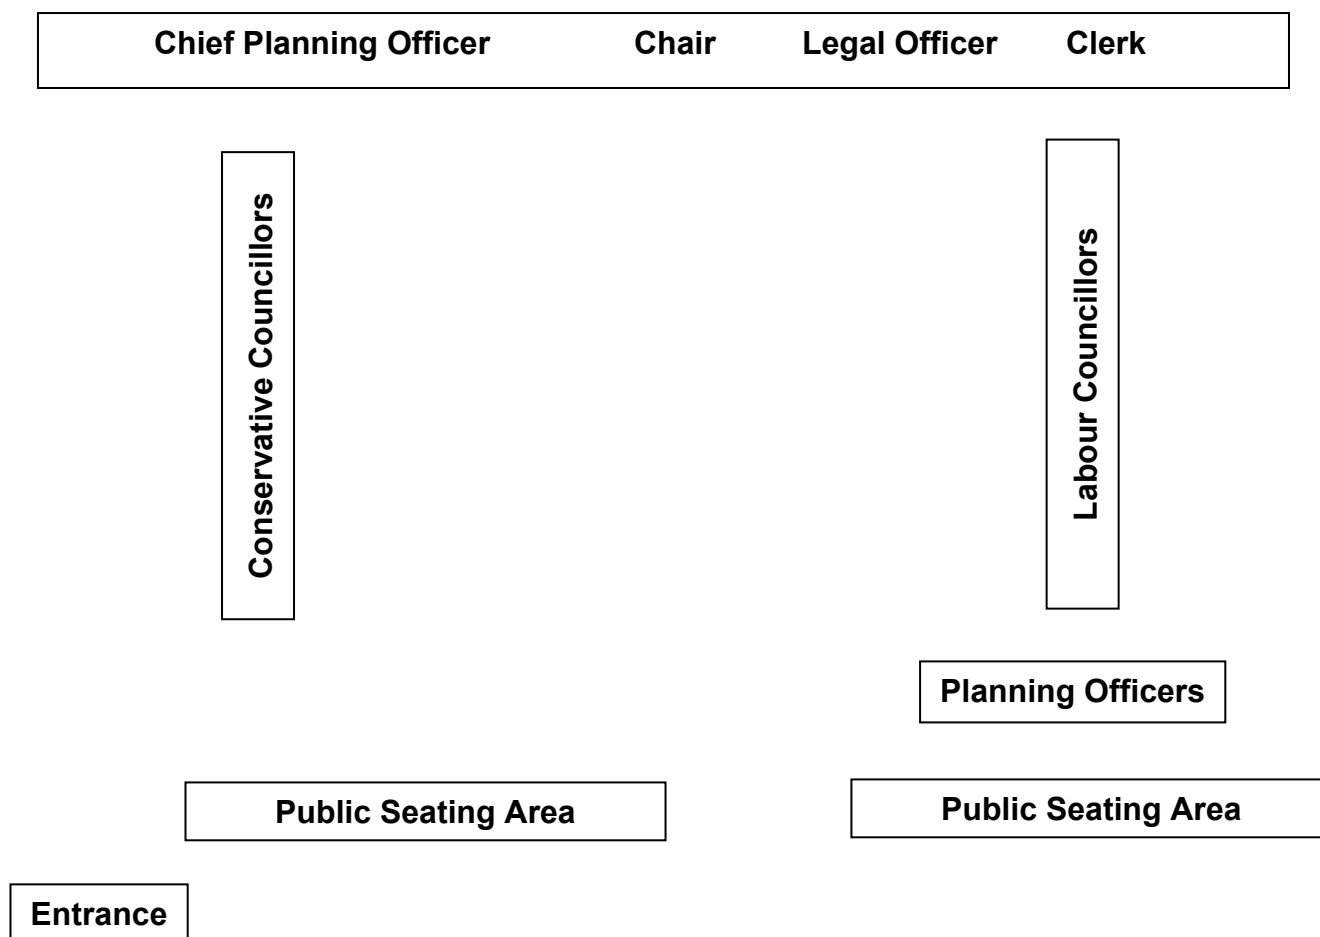 Chief Planning Officer Chair Legal Officer Clerk
Conservative Councillors
Labour Councillors
Planning Officers
Public Seating Area
Public Seating Area
Entrance